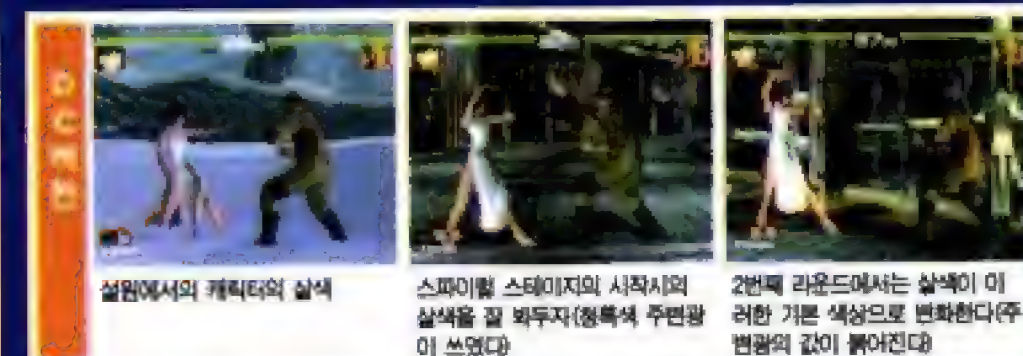 설원에서의 캐릭터의 살색
스파이럴 스테이지의 시작시의
살색을 잘 봐두자(청록색 주변광
이 쓰였다)
2번째 라운드에서는 살색이 이
러한 기본 색상으로 변화한다(주
변광의 값이 붉어진다)